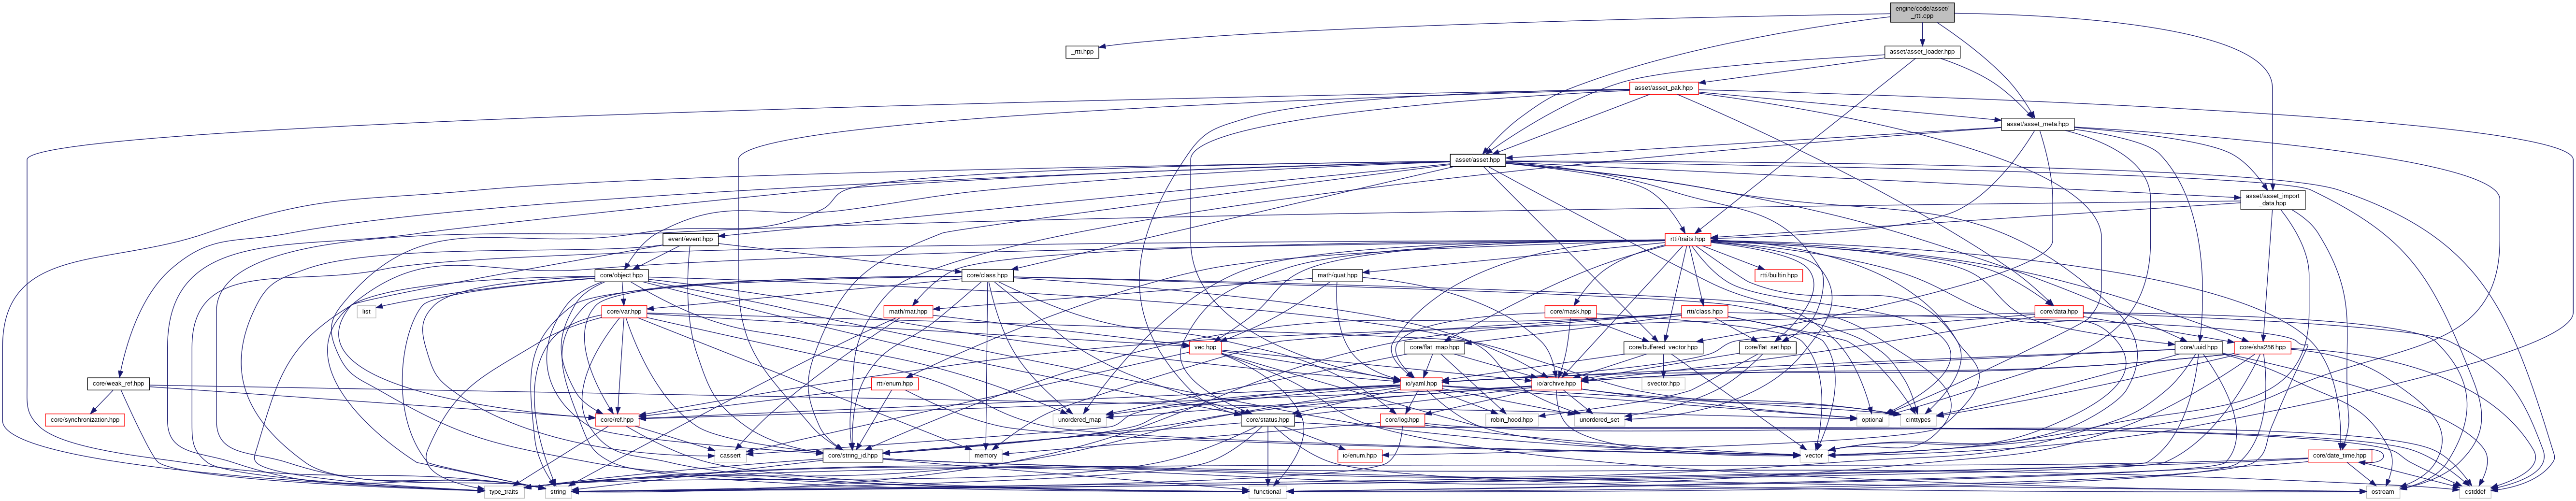 engine/code/asset/
_rtti.cpp
_rtti.hpp
asset/asset_loader.hpp
asset/asset_pak.hpp
asset/asset_meta.hpp
asset/asset.hpp
asset/asset_import
_data.hpp
event/event.hpp
rtti/traits.hpp
core/object.hpp
core/class.hpp
math/quat.hpp
rtti/builtin.hpp
list
core/var.hpp
math/mat.hpp
core/mask.hpp
rtti/class.hpp
core/data.hpp
vec.hpp
core/flat_map.hpp
core/buffered_vector.hpp
core/flat_set.hpp
core/uuid.hpp
core/sha256.hpp
core/weak_ref.hpp
rtti/enum.hpp
io/yaml.hpp
io/archive.hpp
svector.hpp
core/synchronization.hpp
core/ref.hpp
unordered_map
core/status.hpp
core/log.hpp
robin_hood.hpp
unordered_set
optional
cinttypes
cassert
core/string_id.hpp
memory
io/enum.hpp
vector
core/date_time.hpp
type_traits
string
functional
ostream
cstddef